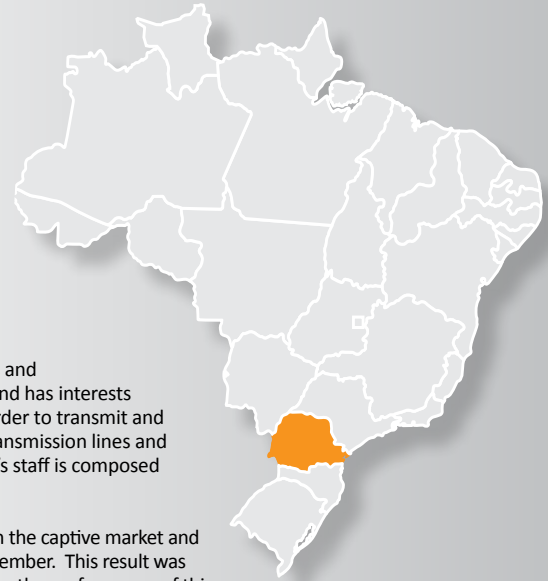 and
nd has interests
rder to transmit and
ansmission lines and
's staff is composed
n the captive market and
ember. This result was